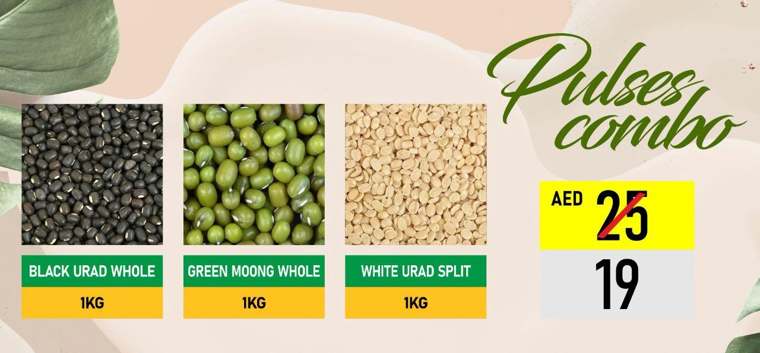 Pulses
combo
BLACK URAD WHOLE
1KG
GREEN MOONG WHOLE
1KG
WHITE URAD SPLIT
1KG
AED 25
19